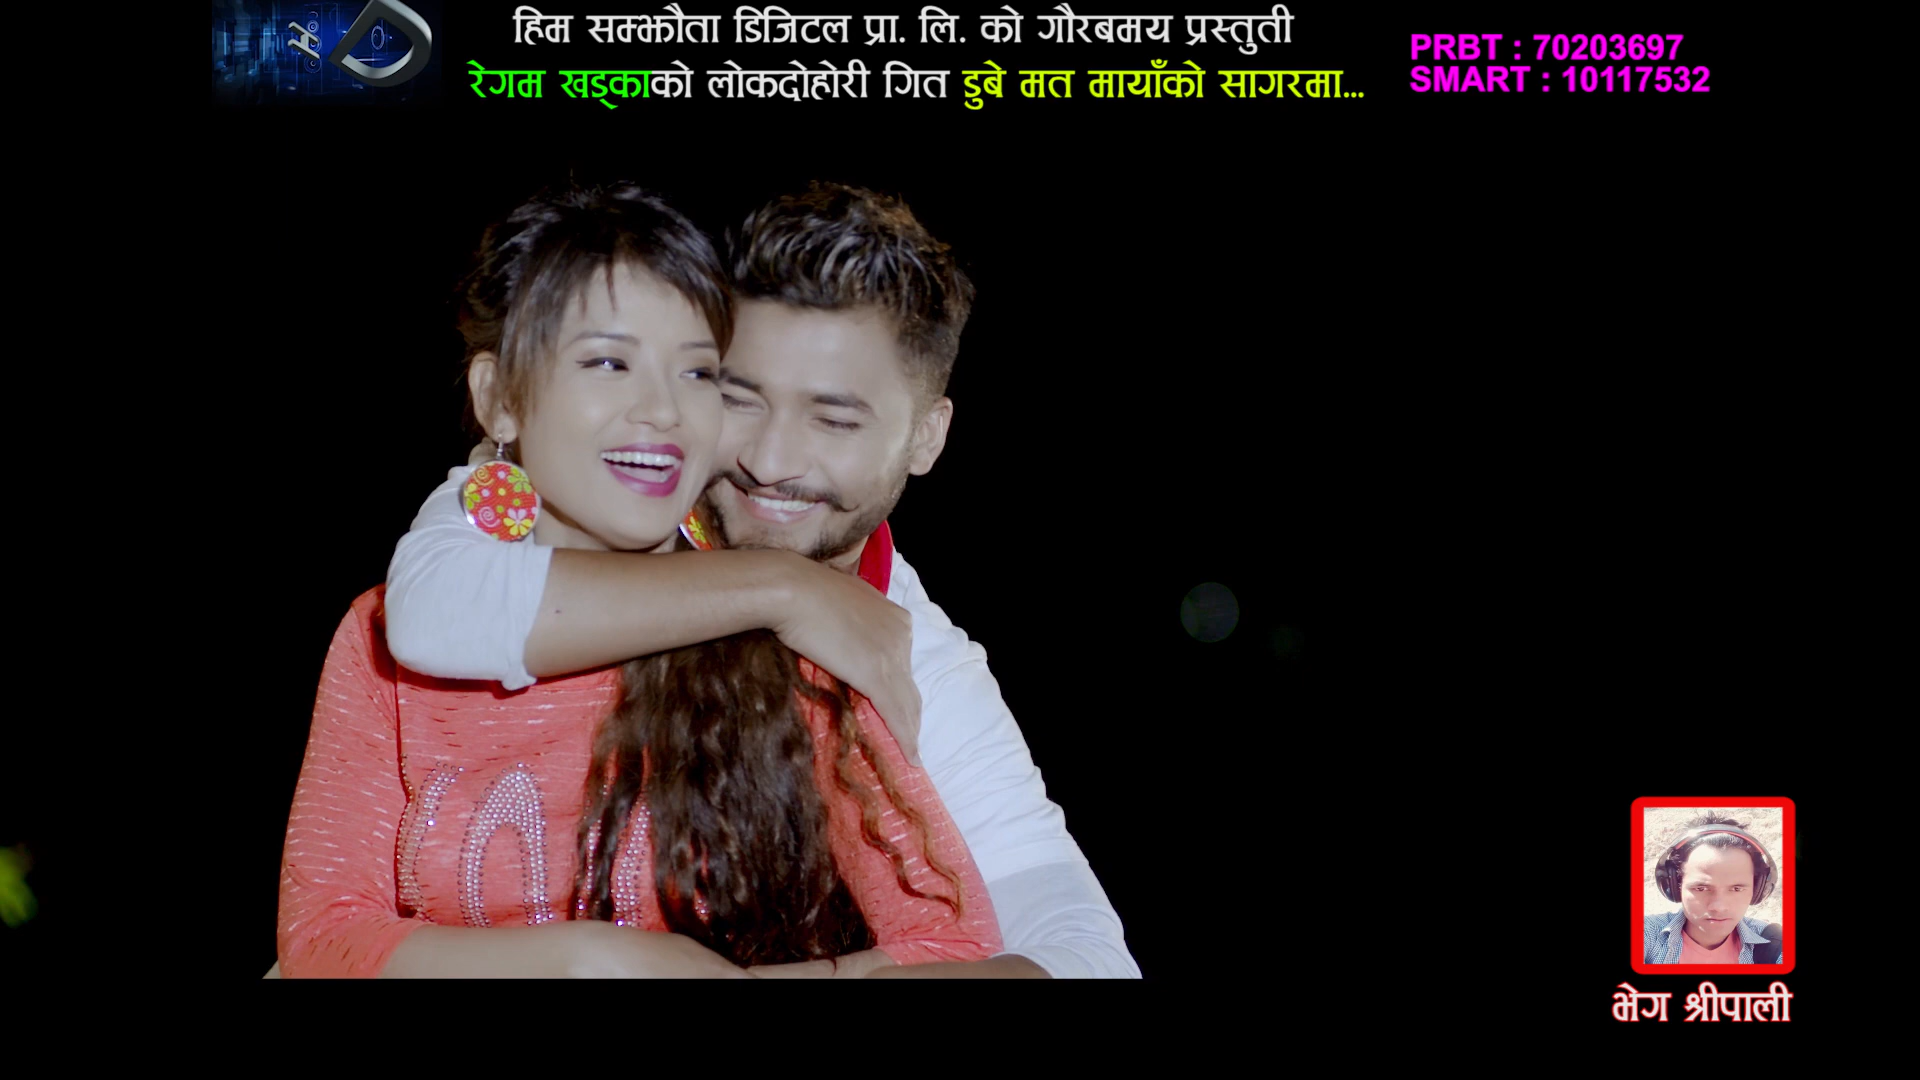 हिम सम्झौता डिजिटल प्रा. लि. को गौरबमय प्रस्तुती
रेगम खड्काको लोकदोहोरी गित डुबे मत मायाँको सागरमा...
PRBT : 70203697
SMART : 10117532
भेग श्रीपाली